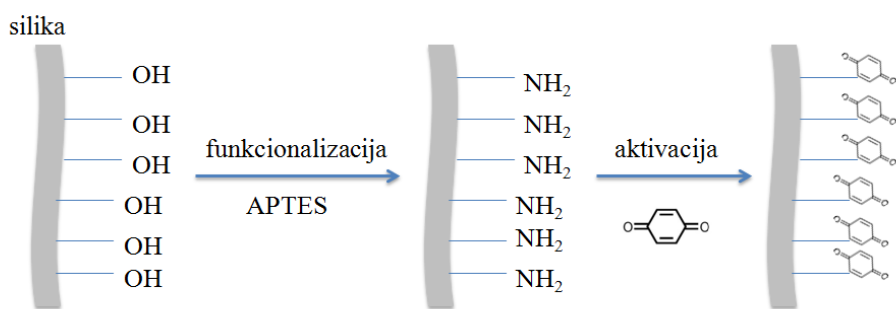 silika
OH
OH
OH
OH
OH
OH
funkcionalizacija
APTES
NH2
NH2
NH2
NH2
NH2
NH2
aktivacija
O O
O O
O O
O O
O O
O O
O O